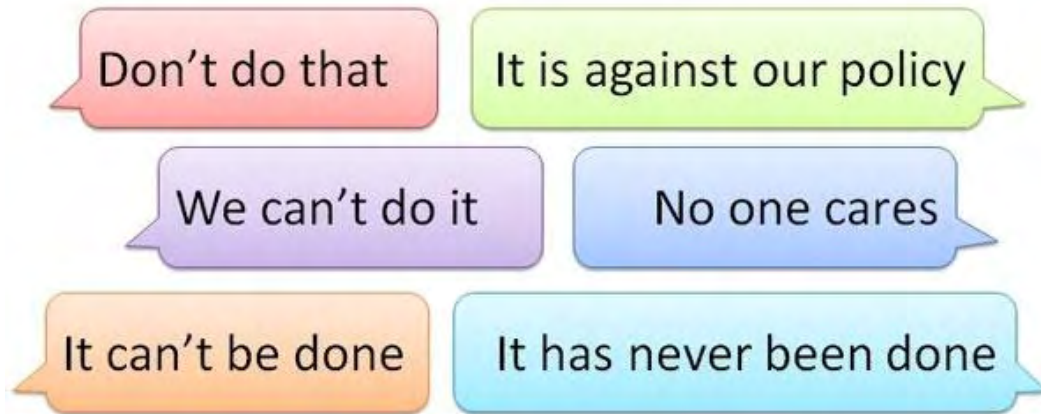 Don't do that
It is against our policy
We can't do it
No one cares
It can't be done
It has never been done